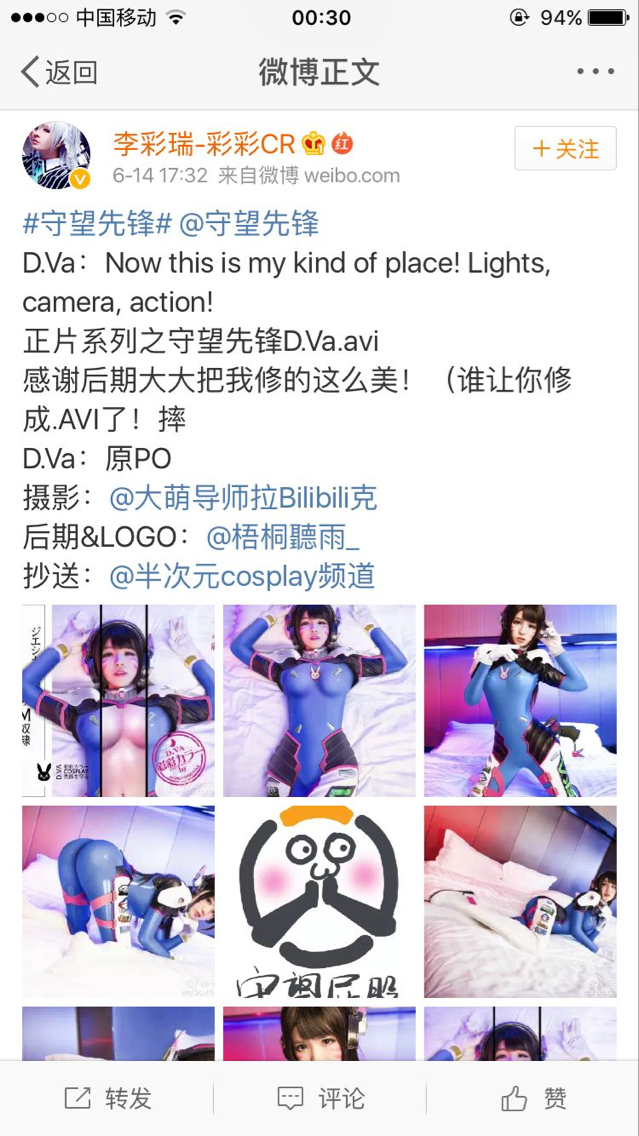 中国移动 00:30 94%
返回 微博正文
李彩瑞-彩彩CR 红
+关注
6-14 17:32 来自微博 weibo.com
#守望先锋# @守望先锋
D.Va：Now this is my kind of place! Lights,
camera, action!
正片系列之守望先锋D.Va.avi
感谢后期大大把我修的这么美！（谁让你修
成.AVI了！摔
D.Va：原PO
摄影：@大萌导师拉Bilibili克
后期&LOGO：@梧桐聽雨_
抄送：@半次元cosplay频道
D.VA
COSPLAY
D.VA
守望屁股
转发 评论 赞